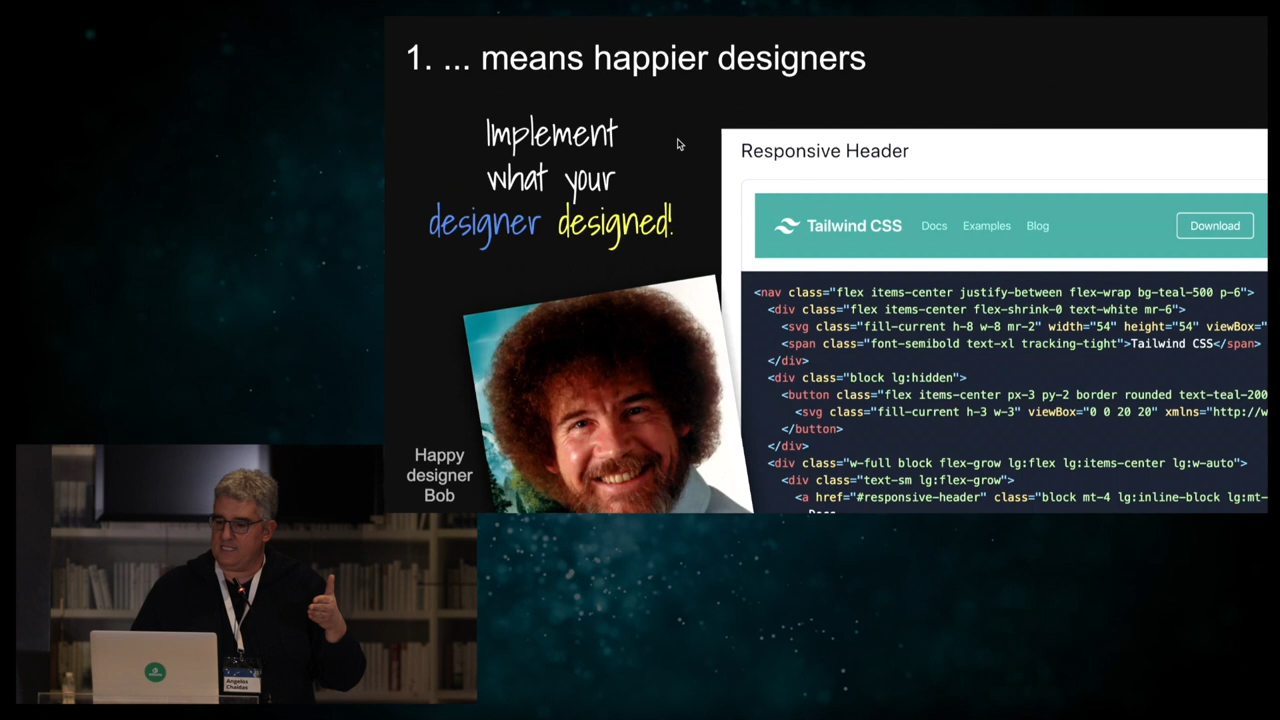 1. ... means happier designers
Implement
what your
designer designed!
Happy
designer
Bob
Responsive Header
Tailwind CSS Docs Examples Blog Download
<nav class="flex items-center justify-between flex-wrap bg-teal-500 p-6">
<div class="flex items-center flex-shrink-0 text-white mr-6">
<svg class="fill-current h-8 w-8 mr-2" width="54" height="54" viewBox="
<span class="font-semibold text-xl tracking-tight">Tailwind CSS</span>
</div>
<div class="block lg:hidden">
<button class="flex items-center px-3 py-2 border rounded text-teal-200
<svg class="fill-current h-3 w-3" viewBox="0 0 20 20" xmlns="http://w
</button>
</div>
<div class="w-full block flex-grow lg:flex lg:items-center lg:w-auto">
<div class="text-sm lg:flex-grow">
<a href="#responsive-header" class="block mt-4 lg:inline-block lg:mt-
Docs
Angelos
Chaidas